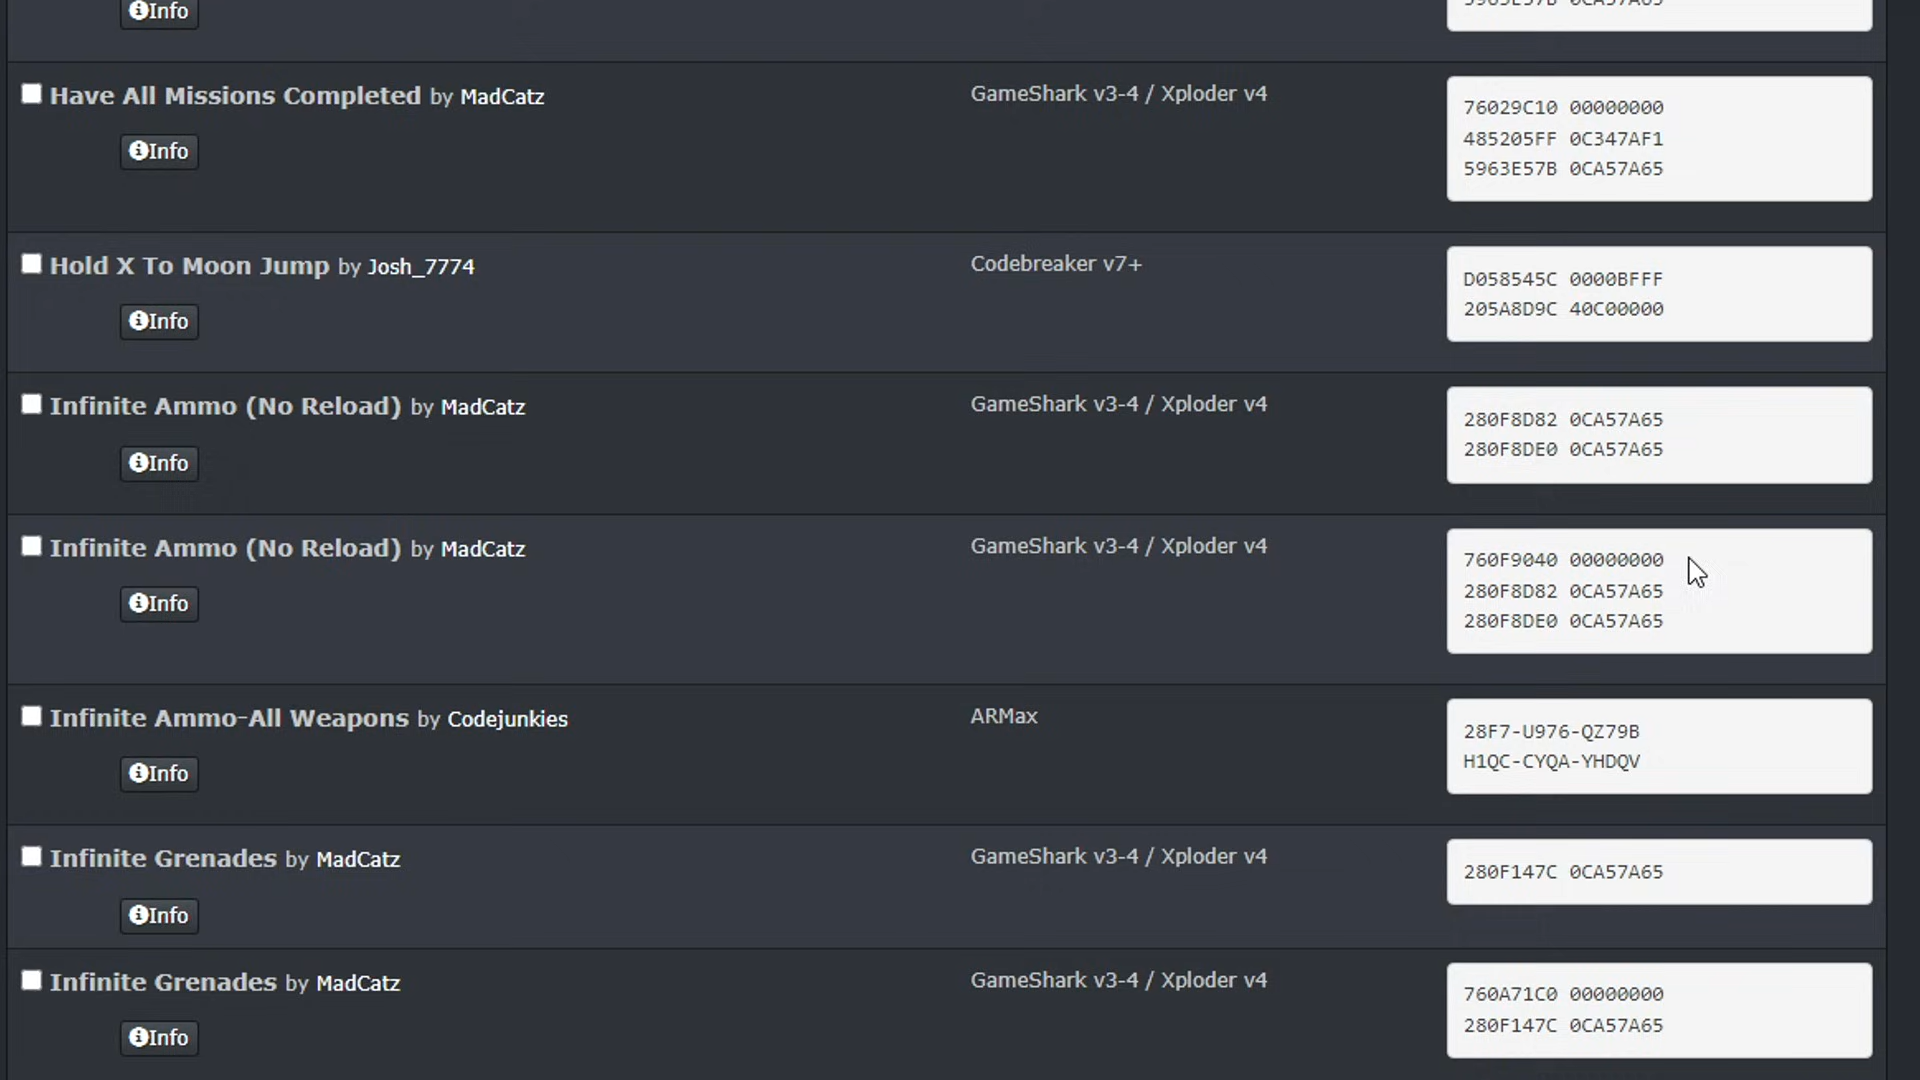 Info
Have All Missions Completed by MadCatz
GameShark v3-4 / Xploder v4
76029C10 00000000
485205FF 0C347AF1
5963E57B 0CA57A65
Info
Hold X To Moon Jump by Josh_7774
Codebreaker v7+
D058545C 0000BFFF
205A8D9C 40C00000
Info
Infinite Ammo (No Reload) by MadCatz
GameShark v3-4 / Xploder v4
280F8D82 0CA57A65
280F8DE0 0CA57A65
Info
Infinite Ammo (No Reload) by MadCatz
GameShark v3-4 / Xploder v4
760F9040 00000000
280F8D82 0CA57A65
280F8DE0 0CA57A65
Info
Infinite Ammo-All Weapons by Codejunkies
ARMax
28F7-U976-QZ79B
H1QC-CYQA-YHDQV
Info
Infinite Grenades by MadCatz
GameShark v3-4 / Xploder v4
280F147C 0CA57A65
Info
Infinite Grenades by MadCatz
GameShark v3-4 / Xploder v4
760A71C0 00000000
280F147C 0CA57A65
Info